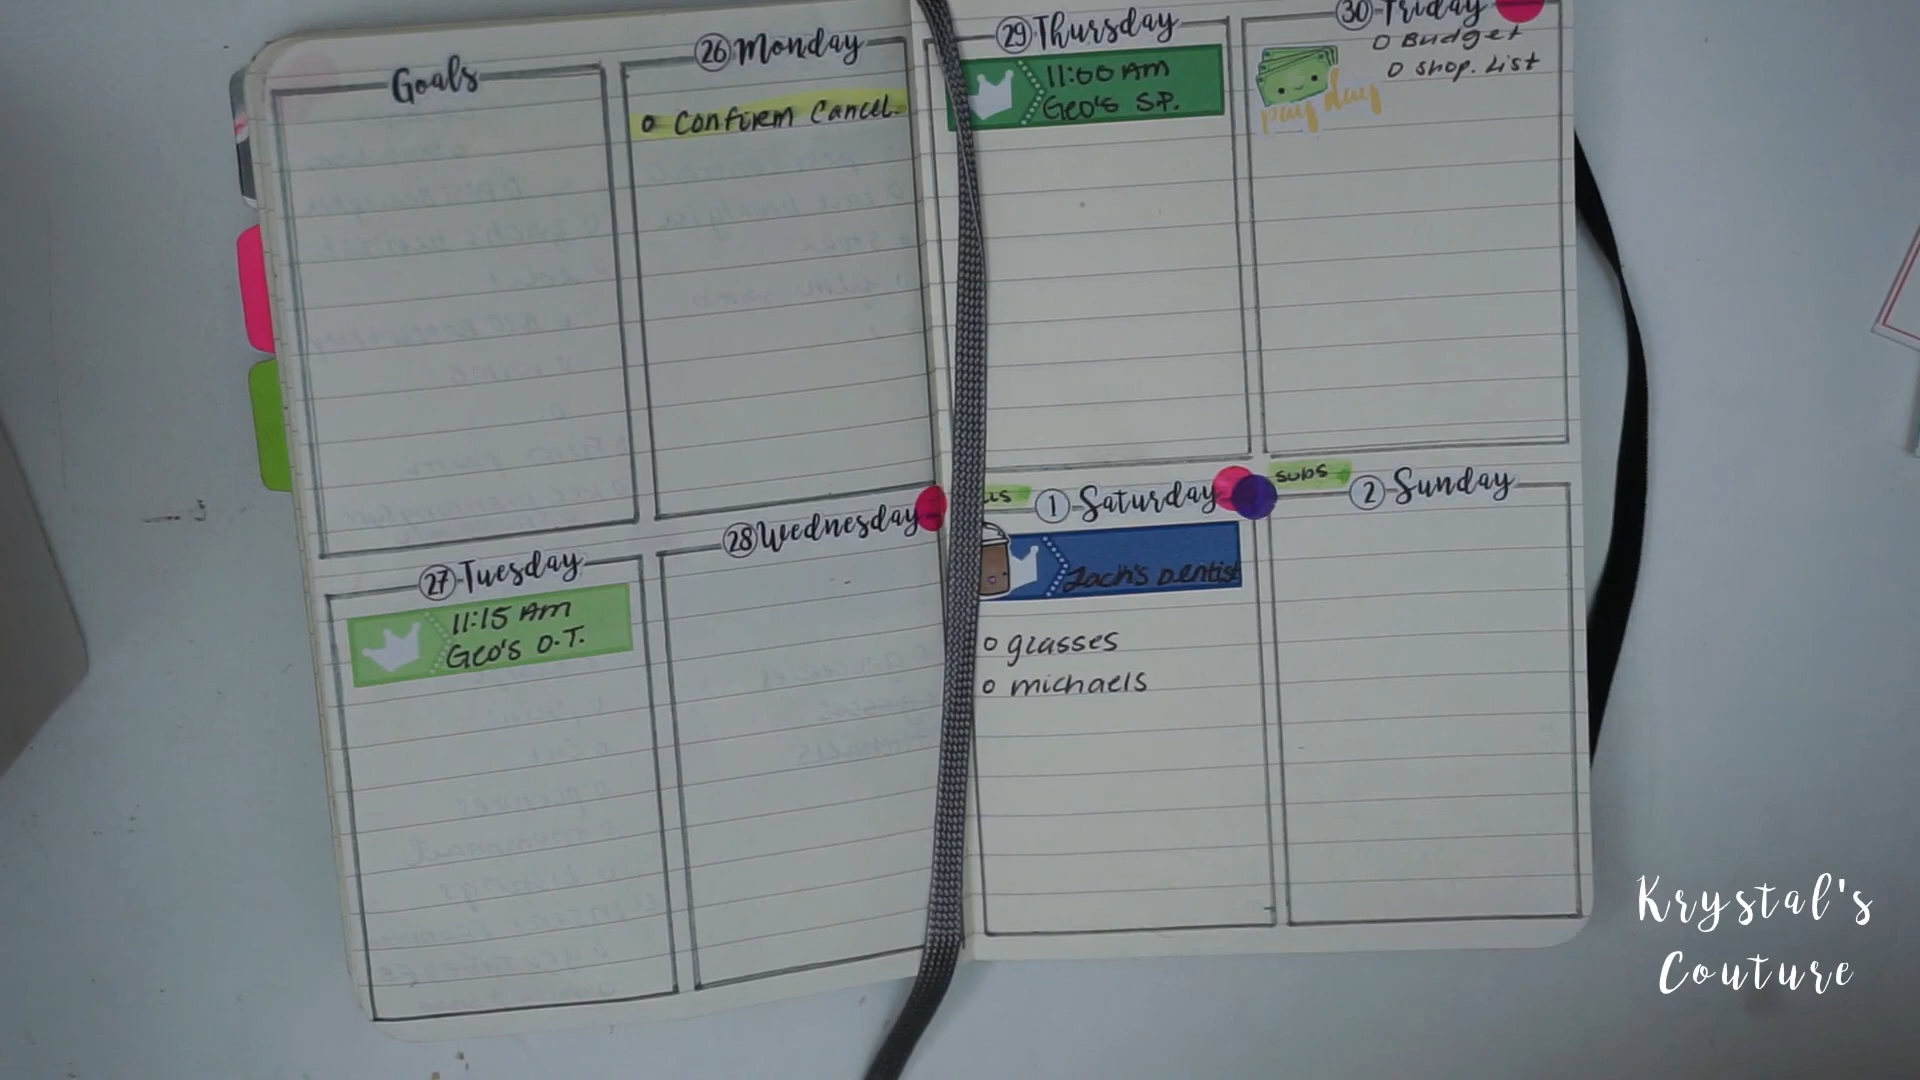 Goals
26 Monday
o Confirm Cancel.
27 Tuesday
11:15 AM
Geo's O.T.
28 Wednesday
29 Thursday
11:00 AM
Geo's S.P.
30 Friday
o Budget
o Shop. List
pay day
1 Saturday
Zach's Dentist
o glasses
o michaels
subs
2 Sunday
Krystal's
Couture